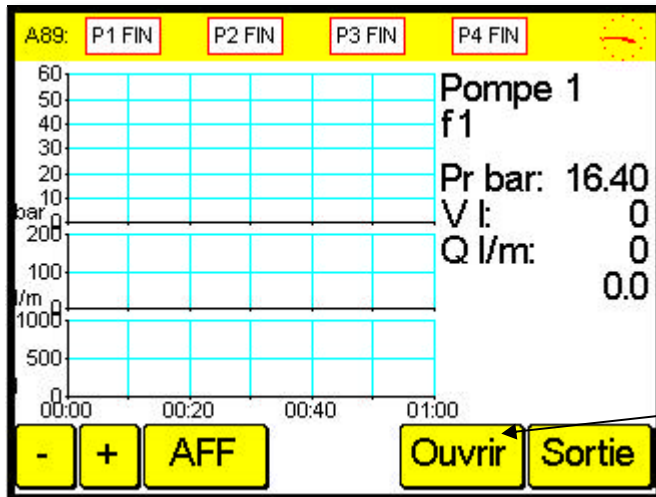 A89: P1 FIN P2 FIN P3 FIN P4 FIN
60
50
40
30
20
10
bar 0
200
100
l/m 0
1000
500
l 0
00:00 00:20 00:40 01:00
Pompe 1
f1
Pr bar: 16.40
V l: 0
Q l/m: 0
0.0
- + AFF Ouvrir Sortie